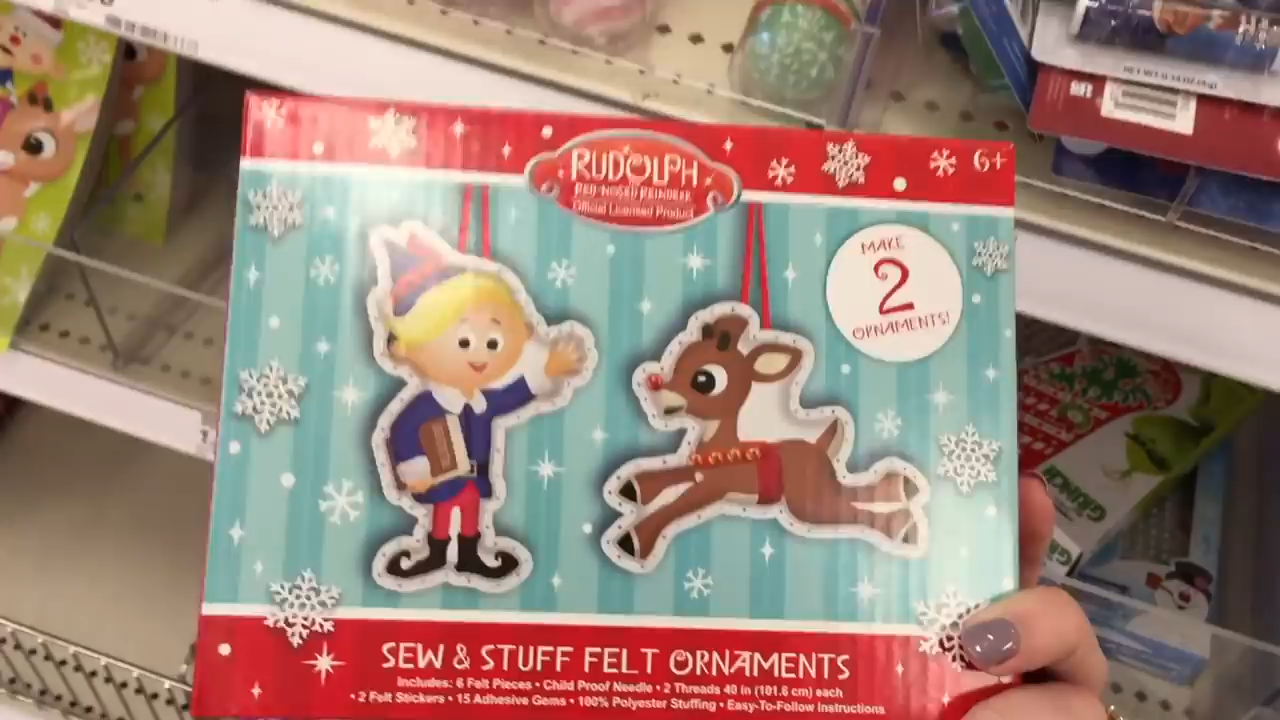 RUDOLPH
RED-NOSED REINDEER
Official Licensed Product
6+
MAKE
2
ORNAMENTS!
SEW & STUFF FELT ORNAMENTS
Includes: 6 Felt Pieces • Child Proof Needle • 2 Threads 40 in (101.6 cm) each
• 2 Felt Stickers • 15 Adhesive Gems • 100% Polyester Stuffing • Easy-To-Follow Instructions
GRINCH